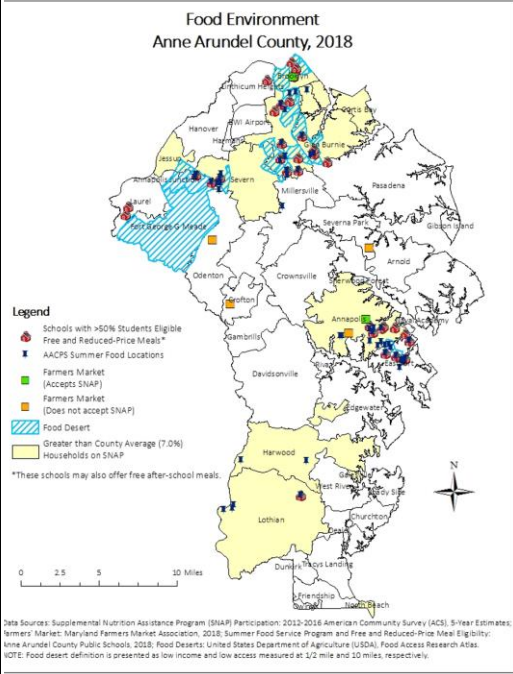 Food Environment
Anne Arundel County, 2018
Brooklyn
Linthicum Heights
BWI Airport
Curtis Bay
Hanover
Harmans
Glen Burnie
Jessup
Annapolis Junction
Severn
Millersville
Pasadena
Laurel
Fort George G Meade
Severna Park
Gibson Island
Arnold
Odenton
Crownsville
Sherwood Forest
Crofton
Annapolis
Naval Academy
Gambrills
Davidsonville
Edgewater
Harwood
West River
Shady Side
Lothian
Churchton
Deale
Dunkirk
Tracys Landing
Friendship
Owings
North Beach
Legend
Schools with >50% Students Eligible
Free and Reduced-Price Meals*
AACPS Summer Food Locations
Farmers Market
(Accepts SNAP)
Farmers Market
(Does not accept SNAP)
Food Desert
Greater than County Average (7.0%)
Households on SNAP
*These schools may also offer free after-school meals.
N
0 2.5 5 10 Miles
Data Sources: Supplemental Nutrition Assistance Program (SNAP) Participation: 2012-2016 American Community Survey (ACS), 5-Year Estimates;
Farmers' Market: Maryland Farmers Market Association, 2018; Summer Food Service Program and Free and Reduced-Price Meal Eligibility:
Anne Arundel County Public Schools, 2018; Food Deserts: United States Department of Agriculture (USDA), Food Access Research Atlas.
NOTE: Food desert definition is presented as low income and low access measured at 1/2 mile and 10 miles, respectively.